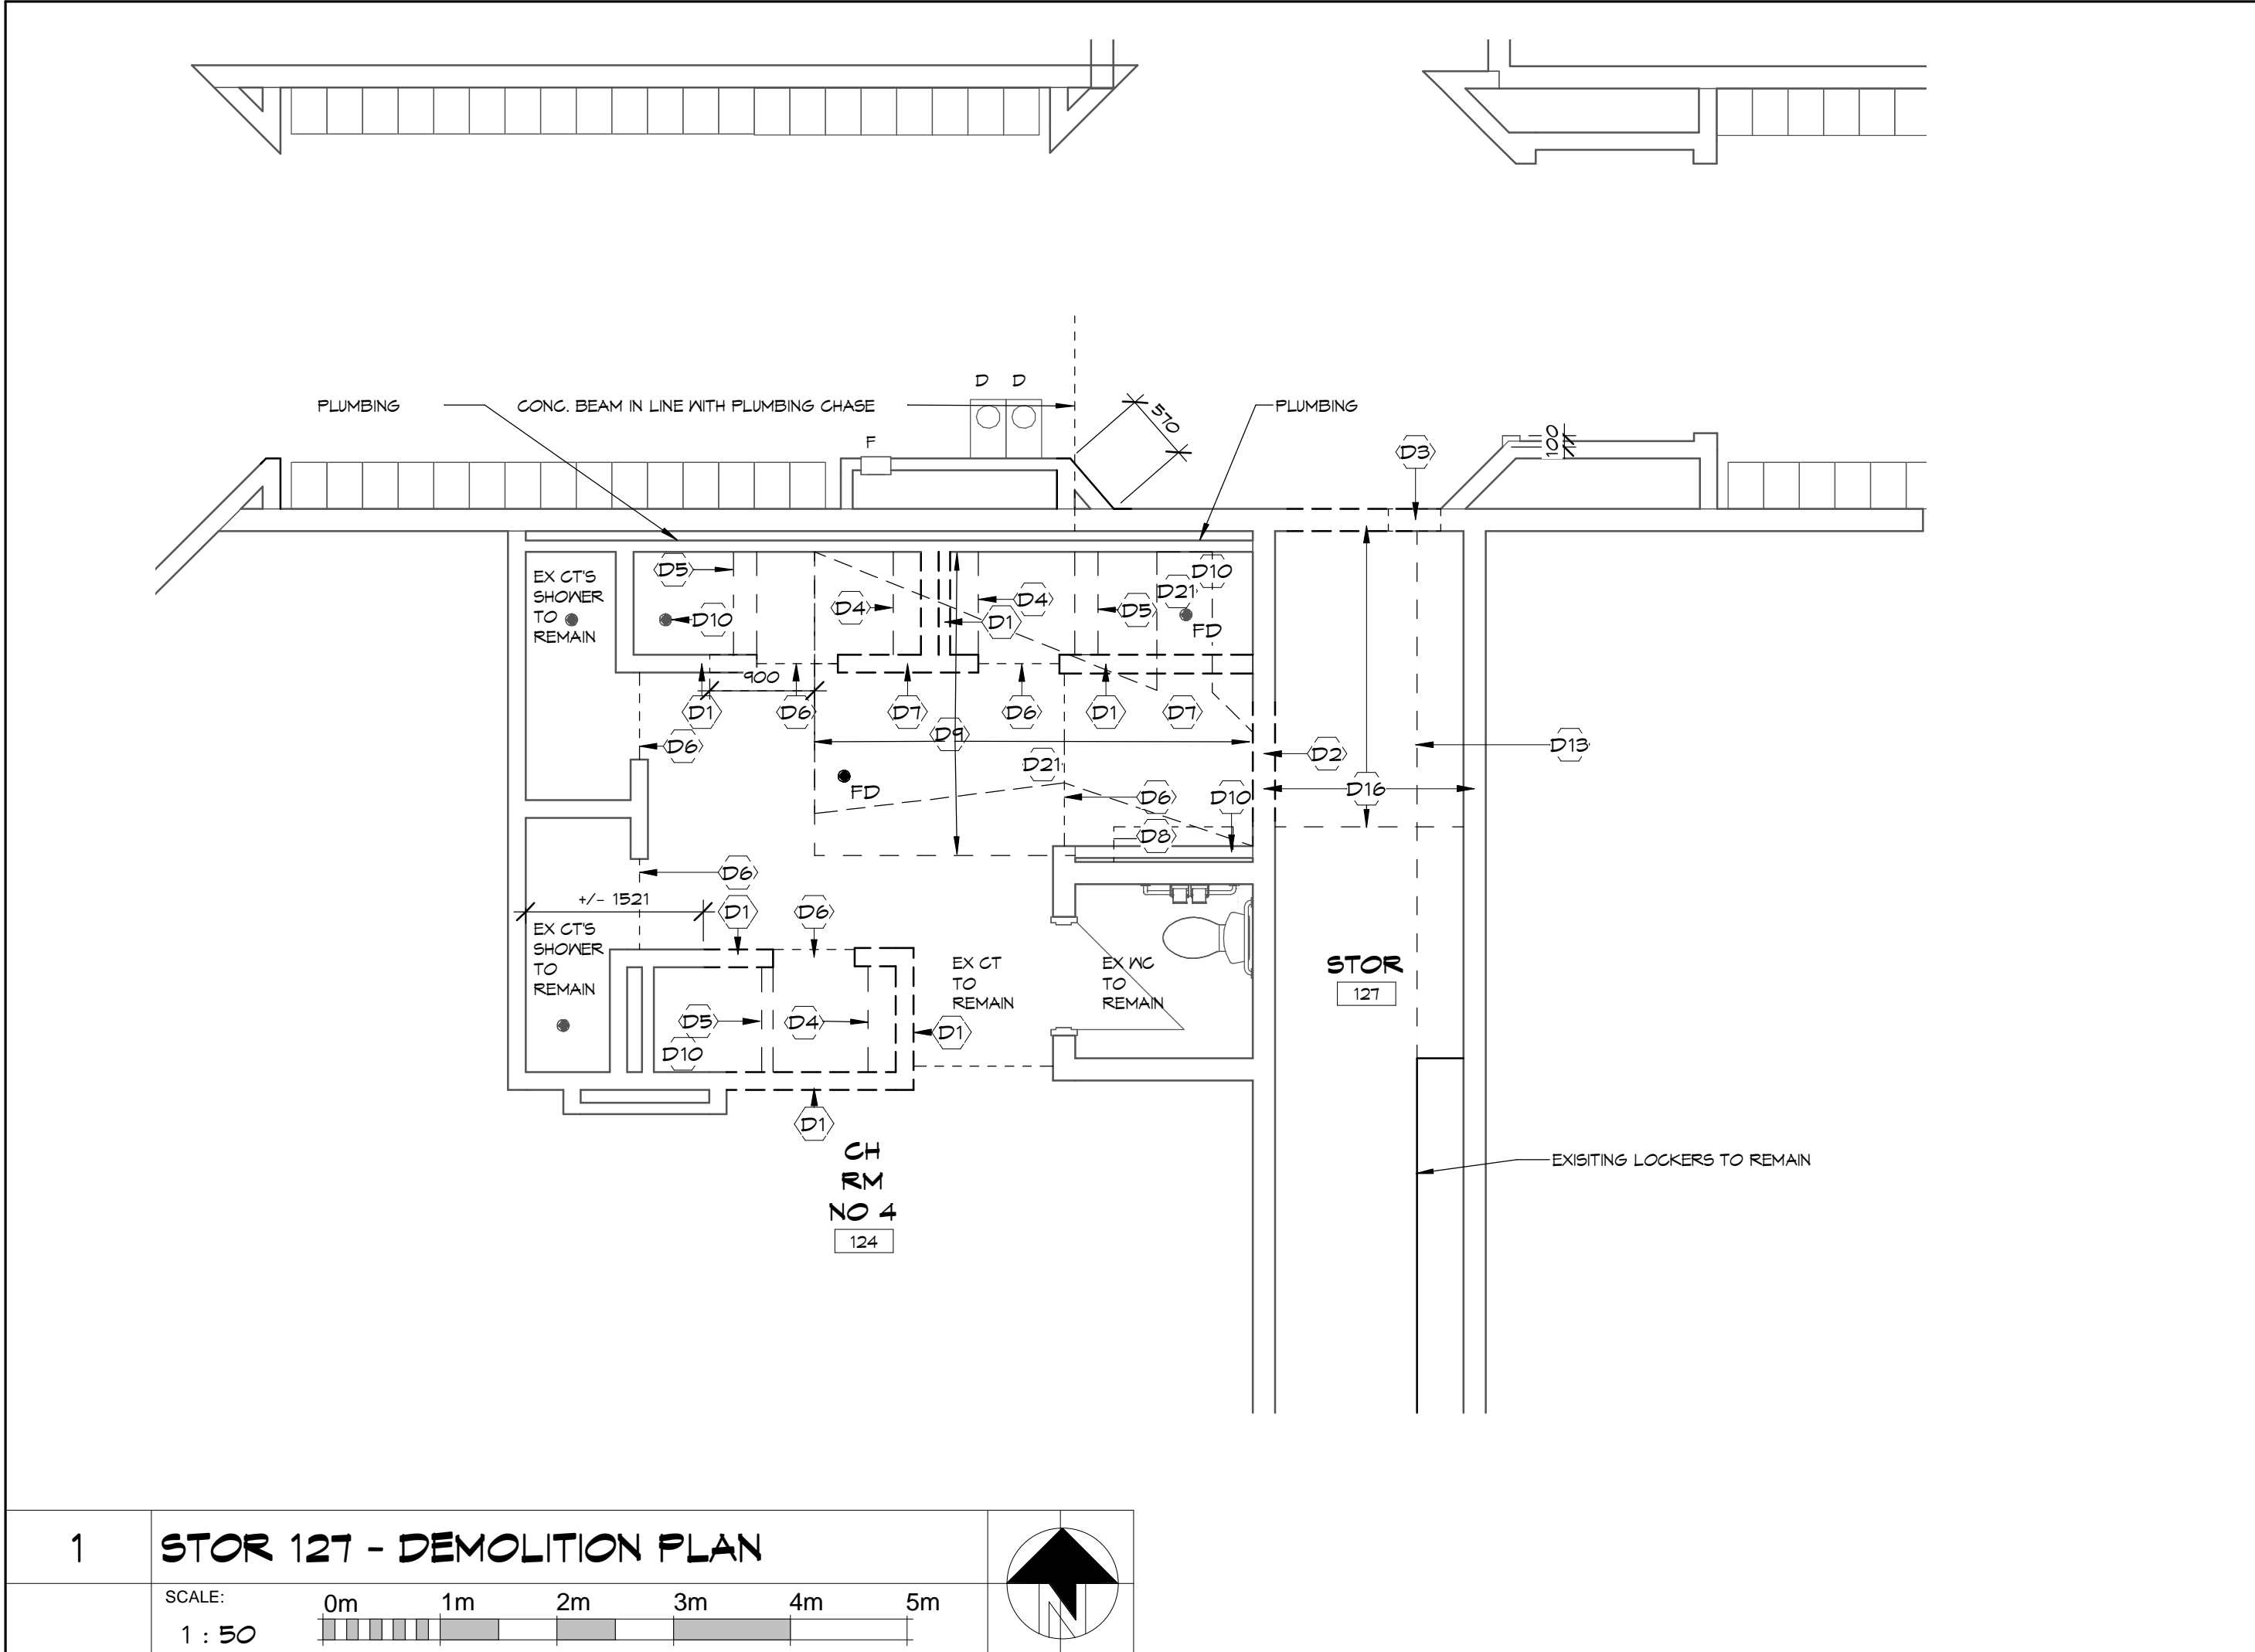 D D
PLUMBING
CONC. BEAM IN LINE WITH PLUMBING CHASE
570
PLUMBING
F
100
D3
EX CT'S
SHOWER
TO
REMAIN
D5
D10
D4
D4
D1
D5
D21
D10
FD
900
D1
D6
D7
D6
D1
D7
D9
D6
D2
D13
D21
FD
D6
D10
D16
D8
D6
+/- 1521
D1
D6
EX CT'S
SHOWER
TO
REMAIN
EX CT
TO
REMAIN
EX WC
TO
REMAIN
STOR
127
D5
D4
D1
D10
D1
CH
RM
NO 4
124
EXISITING LOCKERS TO REMAIN
1
STOR 127 - DEMOLITION PLAN
SCALE:
1 : 50
0m 1m 2m 3m 4m 5m
N